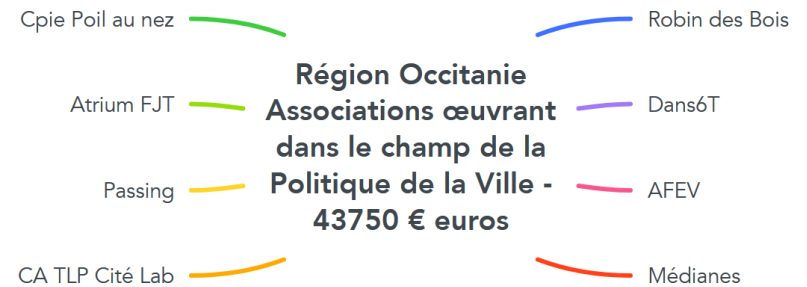 Cpie Poil au nez
Robin des Bois
Région Occitanie
Atrium FJT
Associations œuvrant
Dans6T
dans le champ de la
Passing
Politique de la Ville -
AFEV
43750 € euros
CA TLP Cité Lab
Médianes